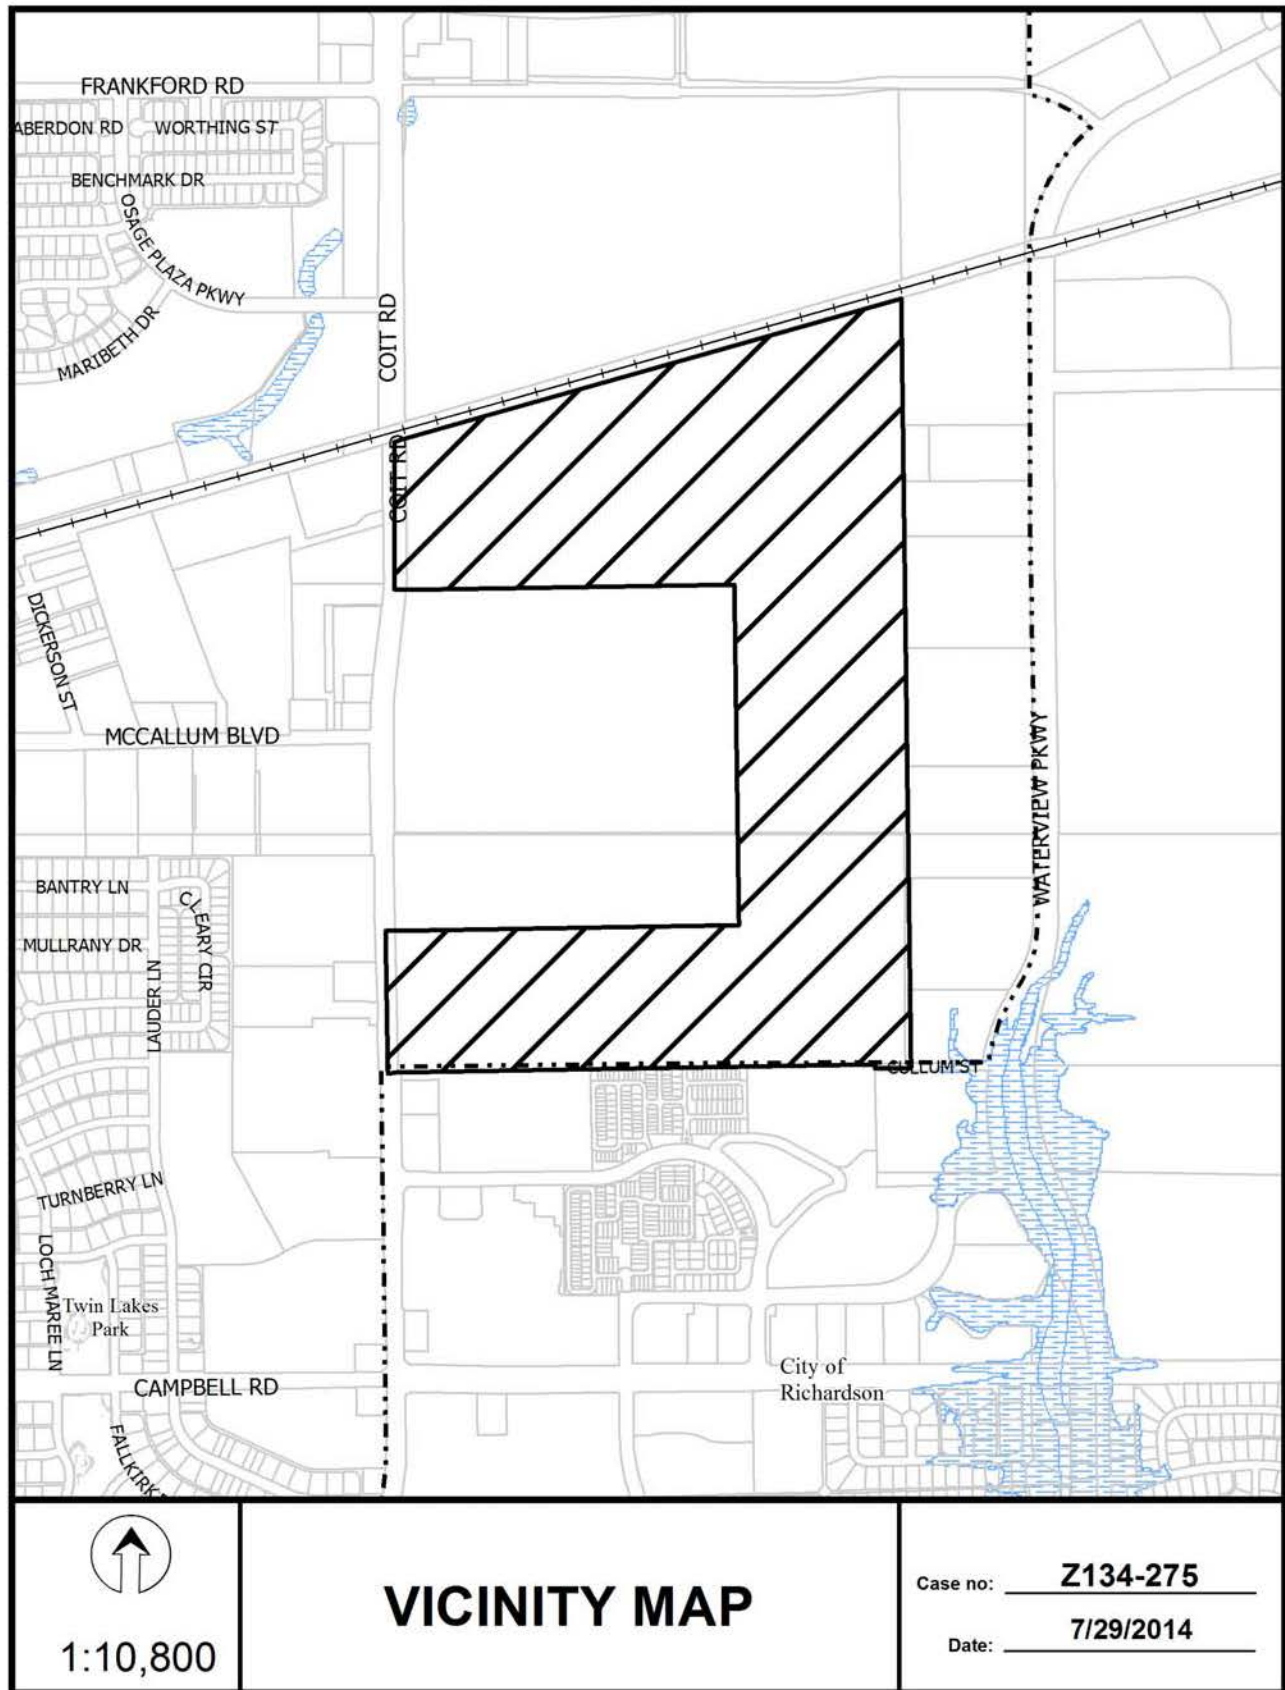 FRANKFORD RD
ABERDON RD
WORTHING ST
BENCHMARK DR
OSAGE PLAZA PKWY
MARIBETH DR
COIT RD
COIT RD
DICKERSON ST
MCCALLUM BLVD
WATERVIEW PKWY
BANTRY LN
CLEARY CIR
MULLRANY DR
LAUDER LN
CULLUM ST
TURNBERRY LN
LOCH MAREE LN
Twin Lakes
Park
City of
Richardson
CAMPBELL RD
FALLKIRK
1:10,800
VICINITY MAP
Case no: Z134-275
Date: 7/29/2014